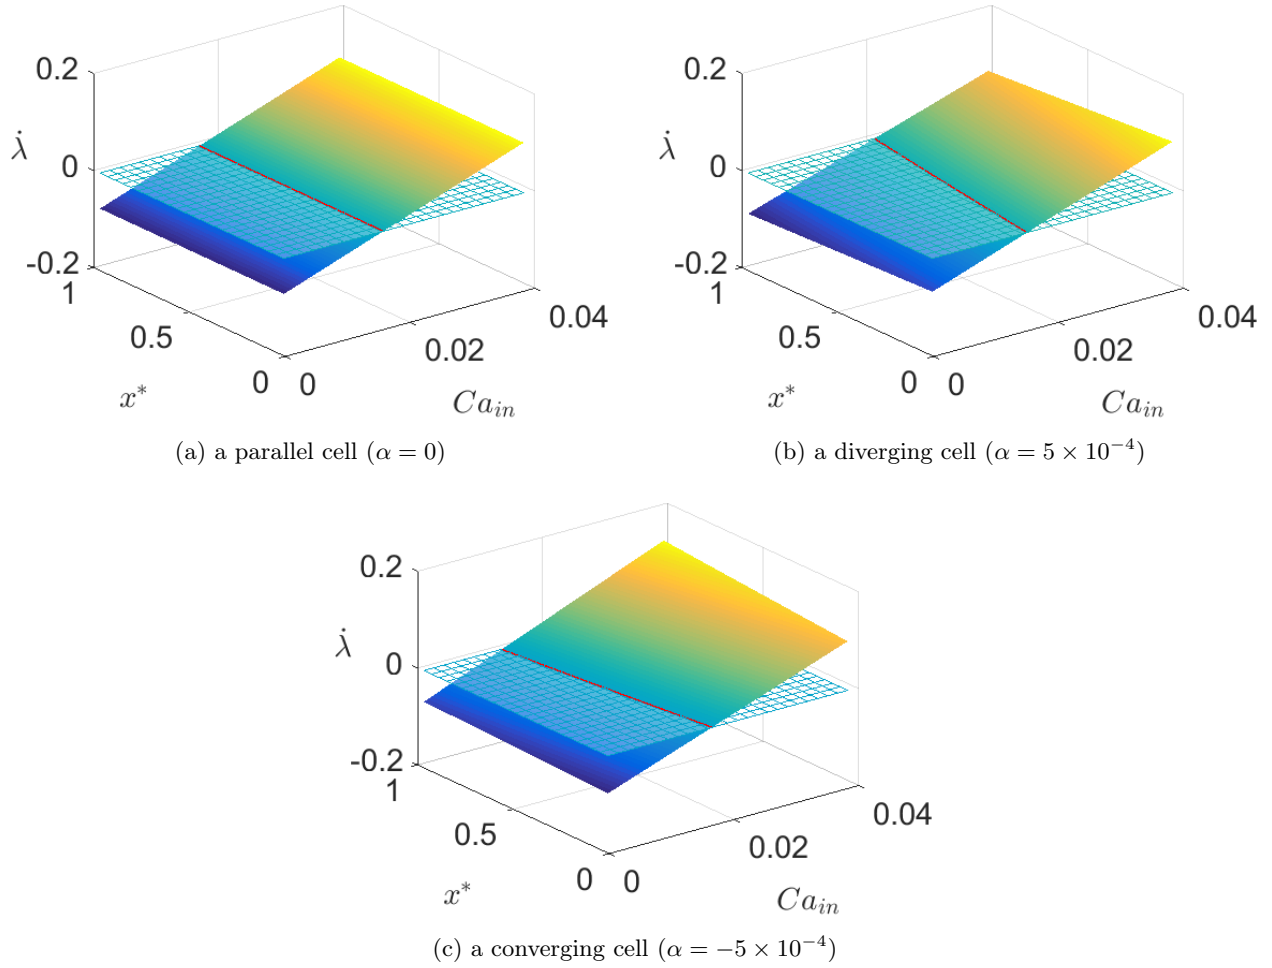 0.2
0
-0.2
λ̇
1
0.5
0
x*
0
0.02
0.04
Ca_in
(a) a parallel cell (α = 0)
0.2
0
-0.2
λ̇
1
0.5
0
x*
0
0.02
0.04
Ca_in
(b) a diverging cell (α = 5 × 10⁻⁴)
0.2
0
-0.2
λ̇
1
0.5
0
x*
0
0.02
0.04
Ca_in
(c) a converging cell (α = −5 × 10⁻⁴)